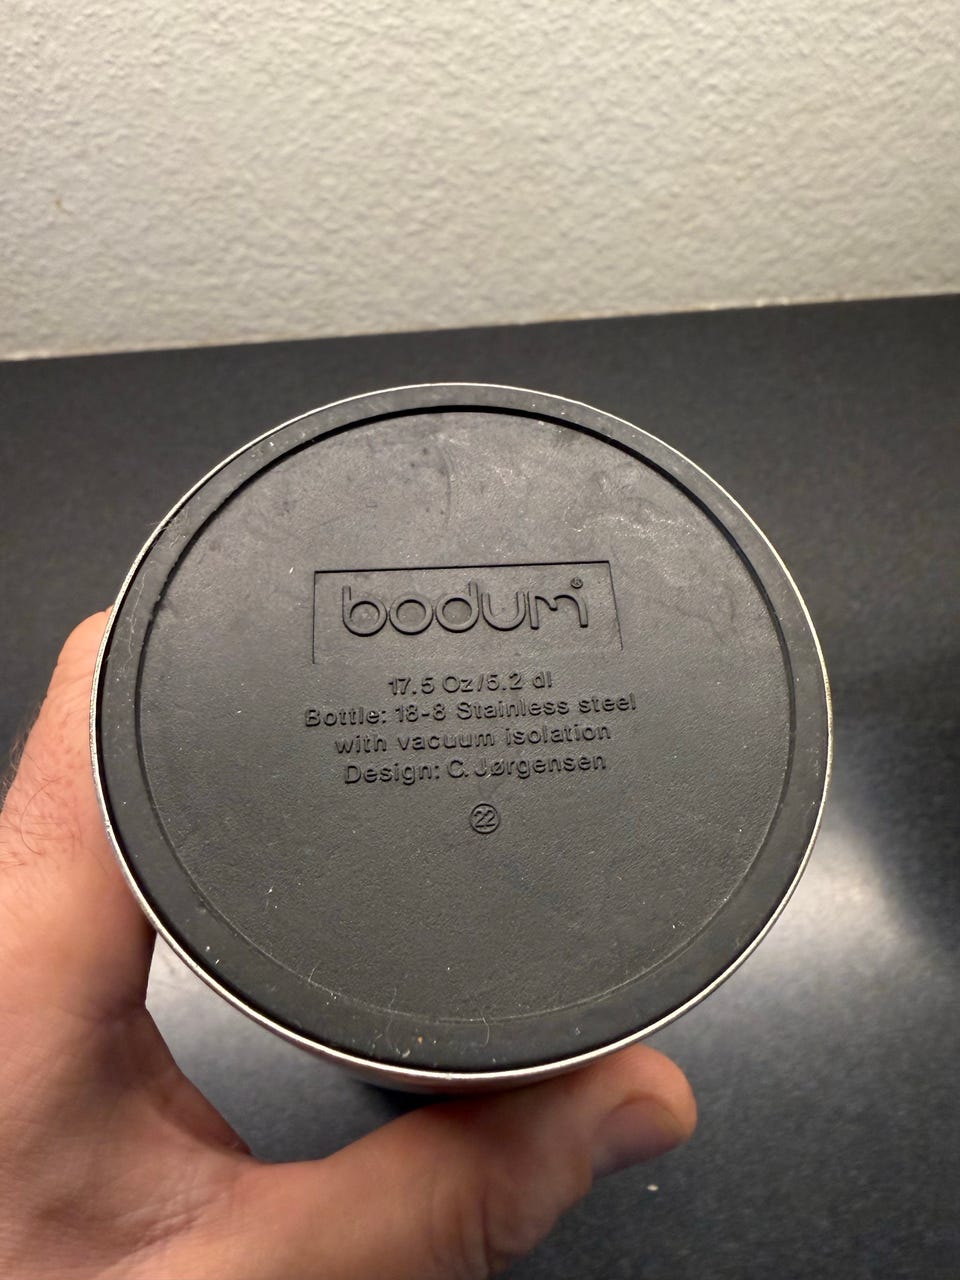 bodum®
17.5 Oz/5.2 dl
Bottle: 18-8 Stainless steel
with vacuum isolation
Design: C. Jørgensen
22